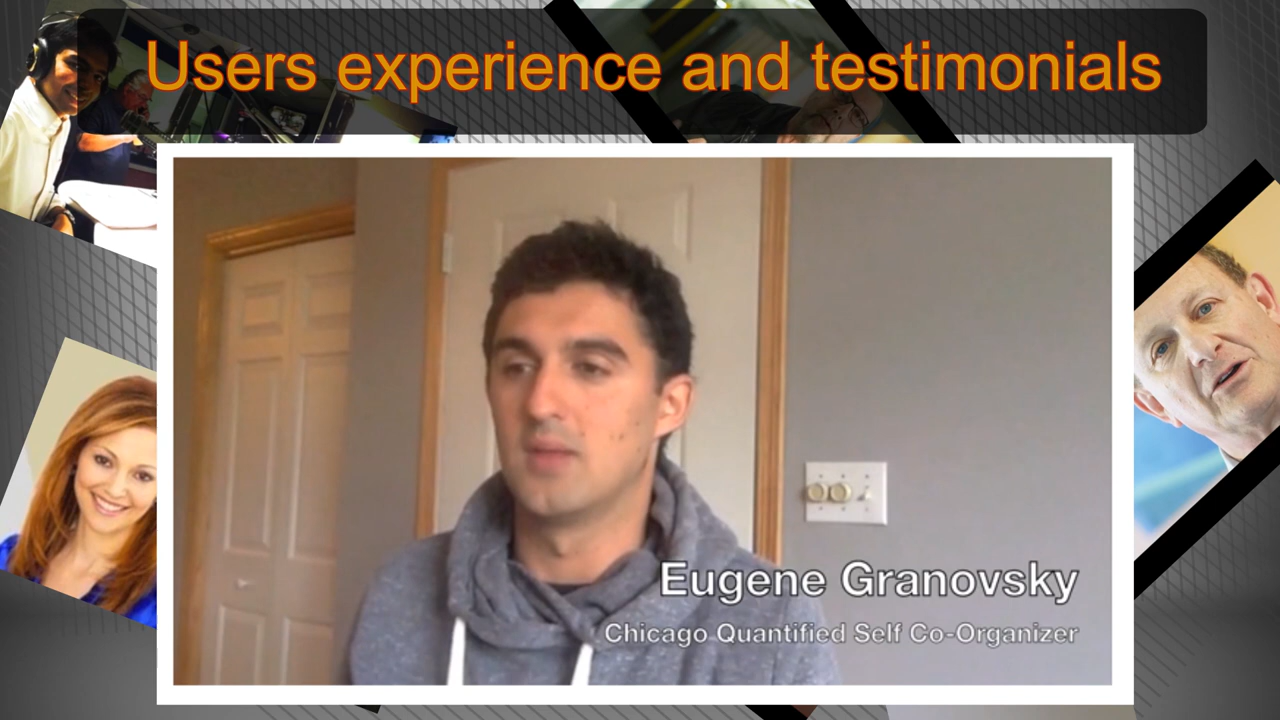 Users experience and testimonials
Eugene Granovsky
Chicago Quantified Self Co-Organizer